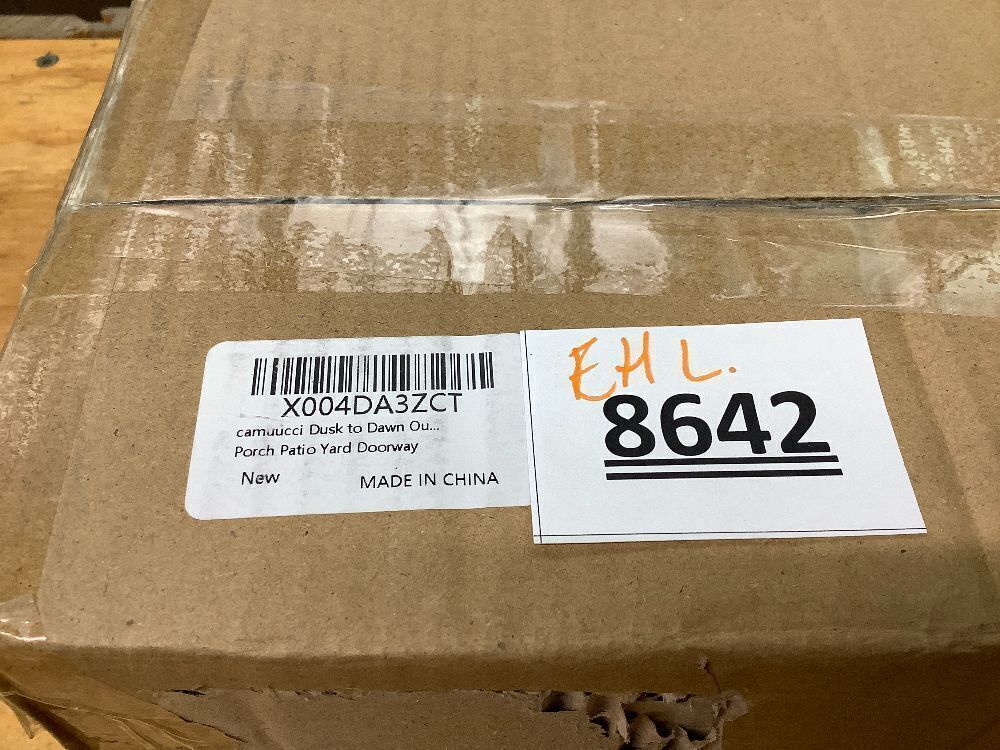 X004DA3ZCT
camuucci Dusk to Dawn Ou...
Porch Patio Yard Doorway
New
MADE IN CHINA
EHL.
8642